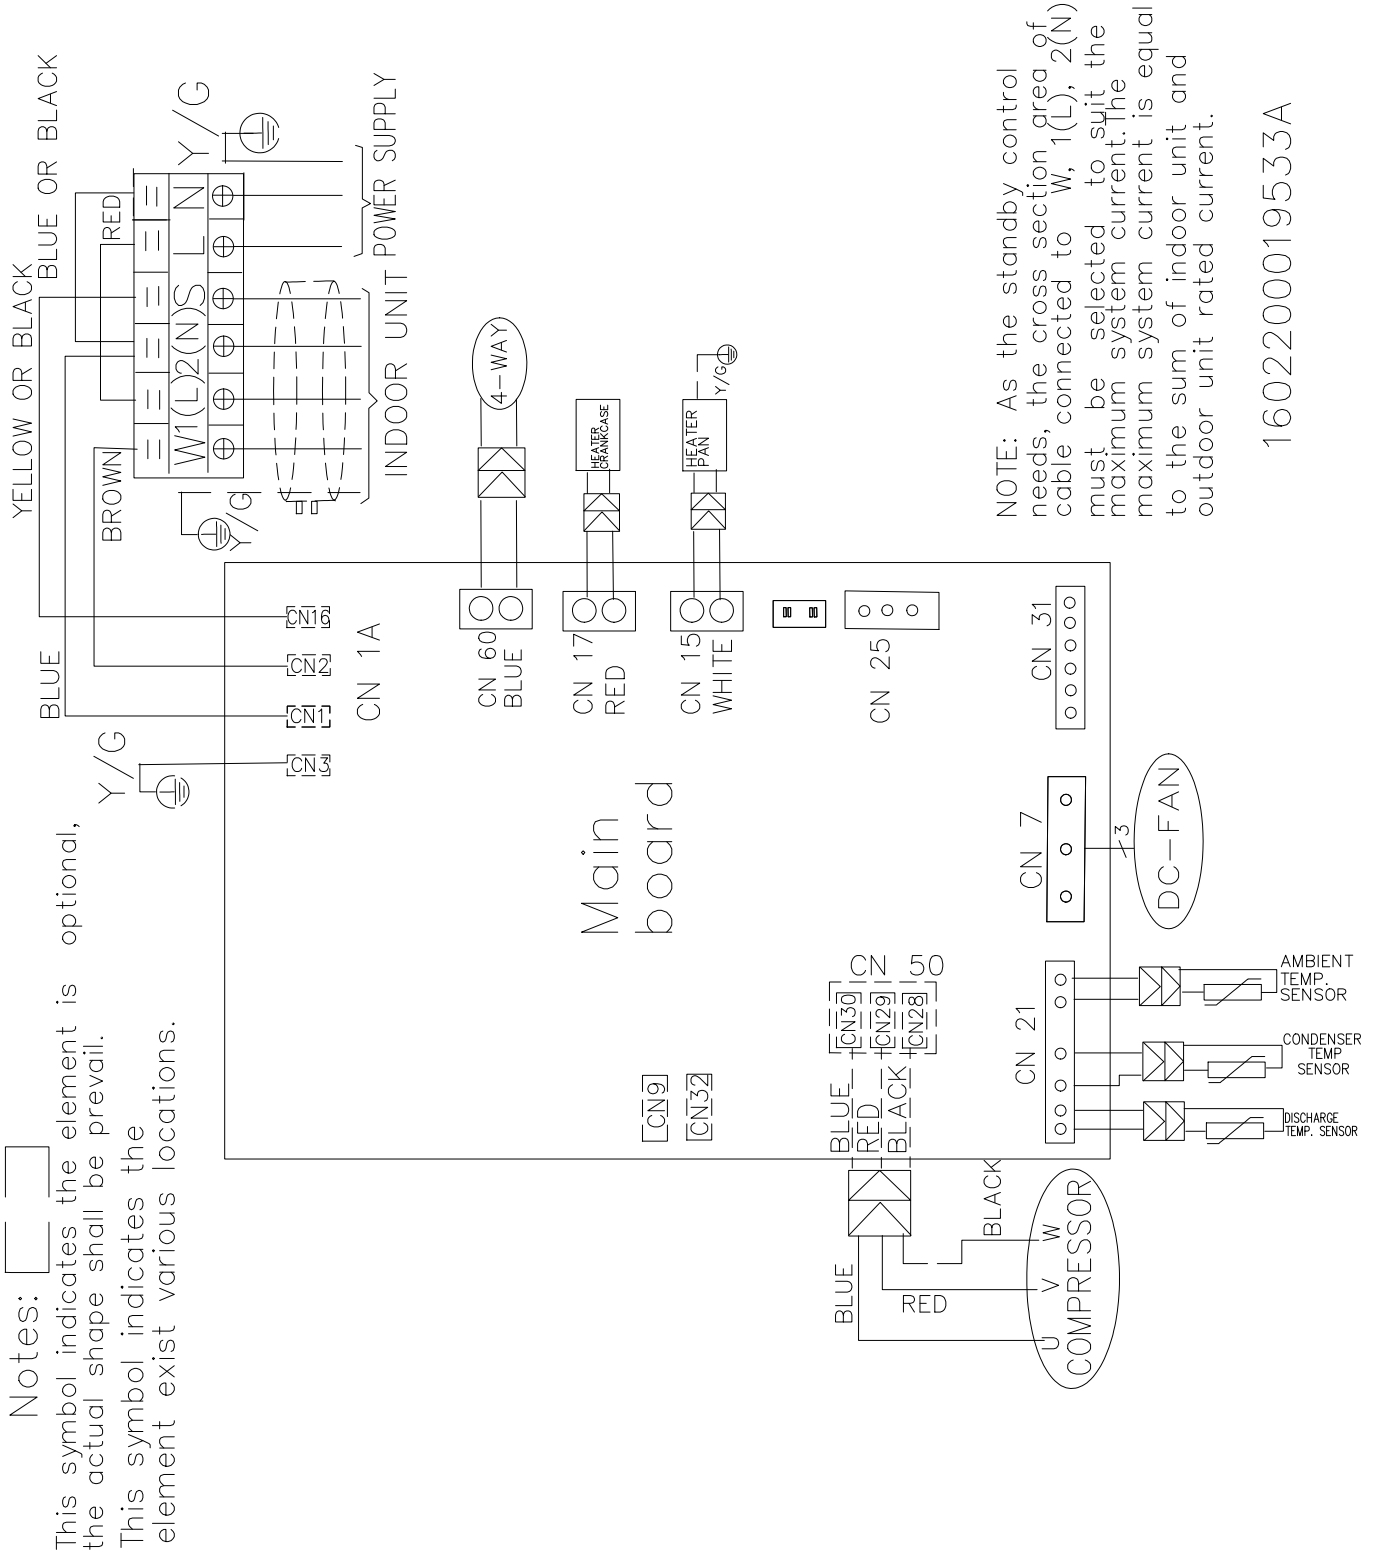 Notes:
This symbol indicates the element is optional,
the actual shape shall be prevail.
This symbol indicates the
element exist various locations.
YELLOW OR BLACK
BLUE OR BLACK
BLUE
BROWN
RED
Y/G
W 1(L) 2(N) S L N
Y/G
Y/G
INDOOR UNIT
POWER SUPPLY
CN3
CN1
CN2
CN16
CN 1A
CN 60
BLUE
4-WAY
CN 17
RED
HEATER
CRANKCASE
CN 15
WHITE
HEATER
PAN
Y/G
CN 25
CN 31
Main
board
CN9
CN32
CN 50
CN30
CN29
CN28
BLUE
RED
BLACK
BLUE
RED
BLACK
U V W
COMPRESSOR
CN 21
CN 7
3
DC-FAN
DISCHARGE
TEMP. SENSOR
CONDENSER
TEMP
SENSOR
AMBIENT
TEMP.
SENSOR
NOTE: As the standby control
needs, the cross section area of
cable connected to W, 1(L), 2(N)
must be selected to suit the
maximum system current.The
maximum system current is equal
to the sum of indoor unit and
outdoor unit rated current.
16022000019533A